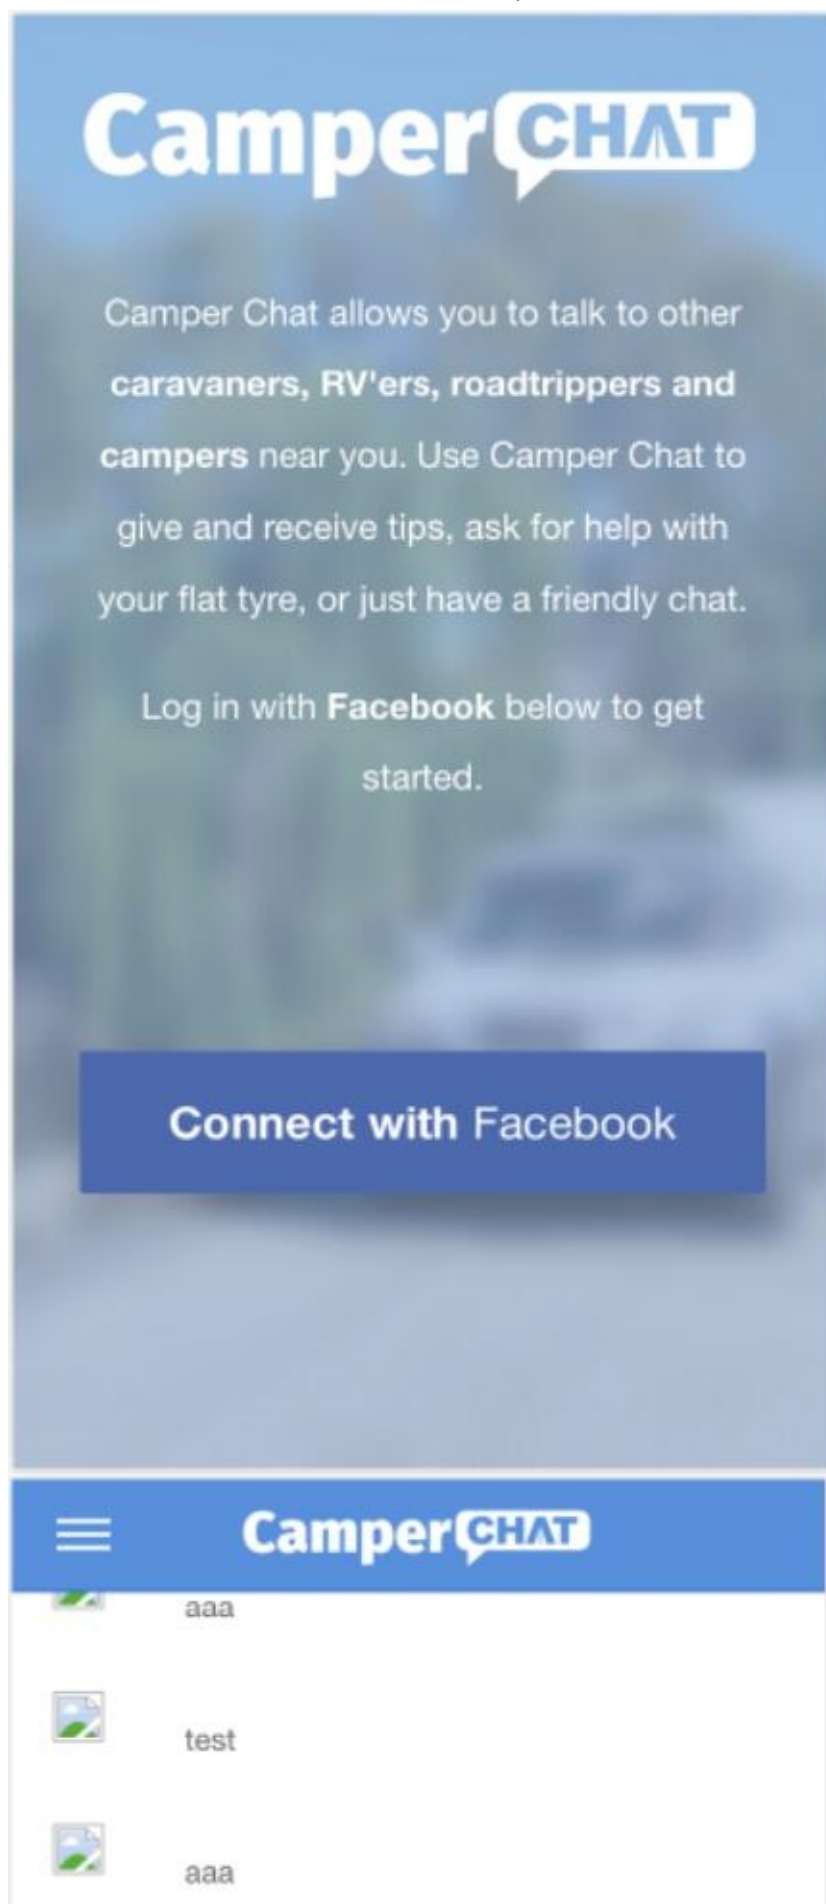 CamperCHAT
Camper Chat allows you to talk to other
caravaners, RV'ers, roadtrippers and
campers near you. Use Camper Chat to
give and receive tips, ask for help with
your flat tyre, or just have a friendly chat.
Log in with Facebook below to get
started.
Connect with Facebook
CamperCHAT
aaa
test
aaa